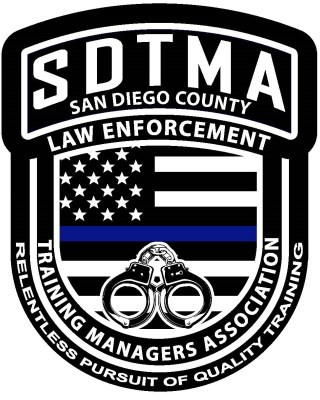 SDTMA
SAN DIEGO COUNTY
LAW ENFORCEMENT
TRAINING MANAGERS ASSOCIATION
RELENTLESS PURSUIT OF QUALITY TRAINING